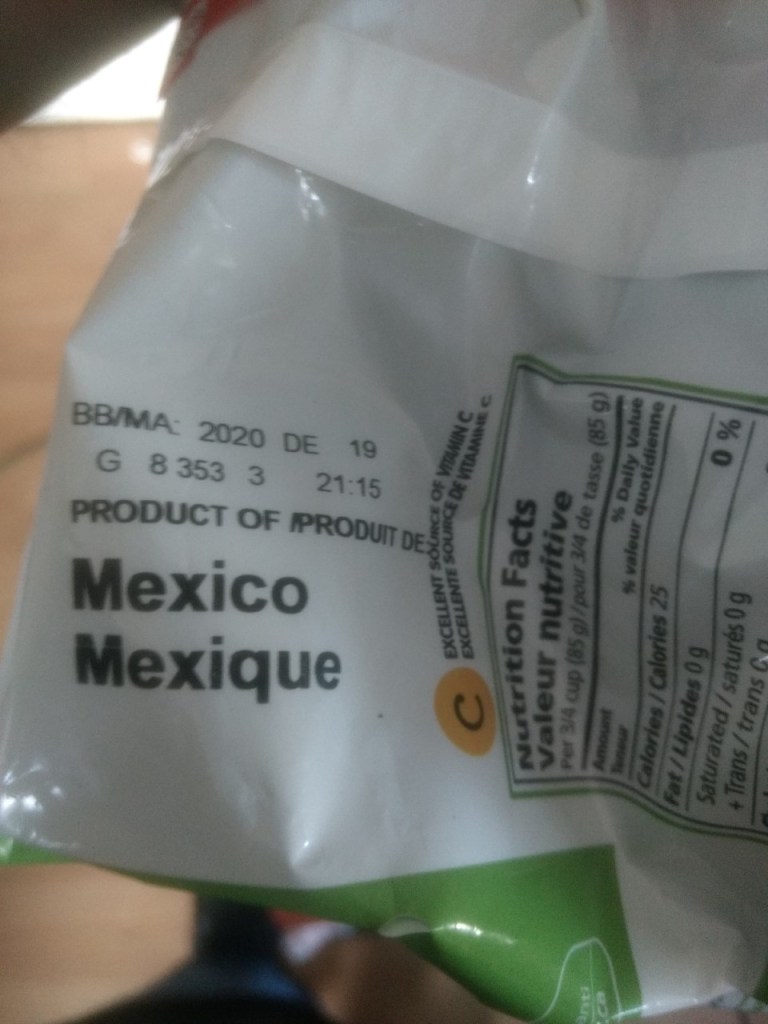 BB/MA: 2020 DE 19
G 8 353 3 21:15
PRODUCT OF /PRODUIT DE:
Mexico
Mexique
EXCELLENT SOURCE OF VITAMIN C
EXCELLENTE SOURCE DE VITAMINE C
C
Nutrition Facts
Valeur nutritive
Per 3/4 cup (85 g) / pour 3/4 de tasse (85 g)
Amount
Teneur
% Daily Value
% valeur quotidienne
Calories / Calories 25
Fat / Lipides 0 g 0 %
Saturated / saturés 0 g
+ Trans / trans 0 g